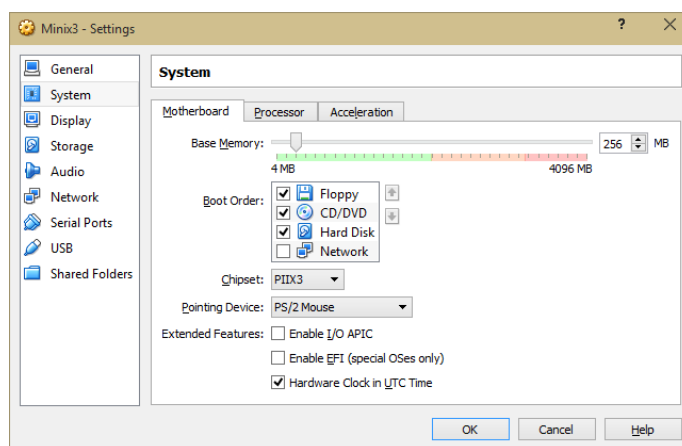 Minix3 - Settings ?
General
System
Display
Storage
Audio
Network
Serial Ports
USB
Shared Folders
System
Motherboard Processor Acceleration
Base Memory: 256 MB
4 MB 4096 MB
Boot Order: Floppy
CD/DVD
Hard Disk
Network
Chipset: PIIX3
Pointing Device: PS/2 Mouse
Extended Features: Enable I/O APIC
Enable EFI (special OSes only)
Hardware Clock in UTC Time
OK Cancel Help